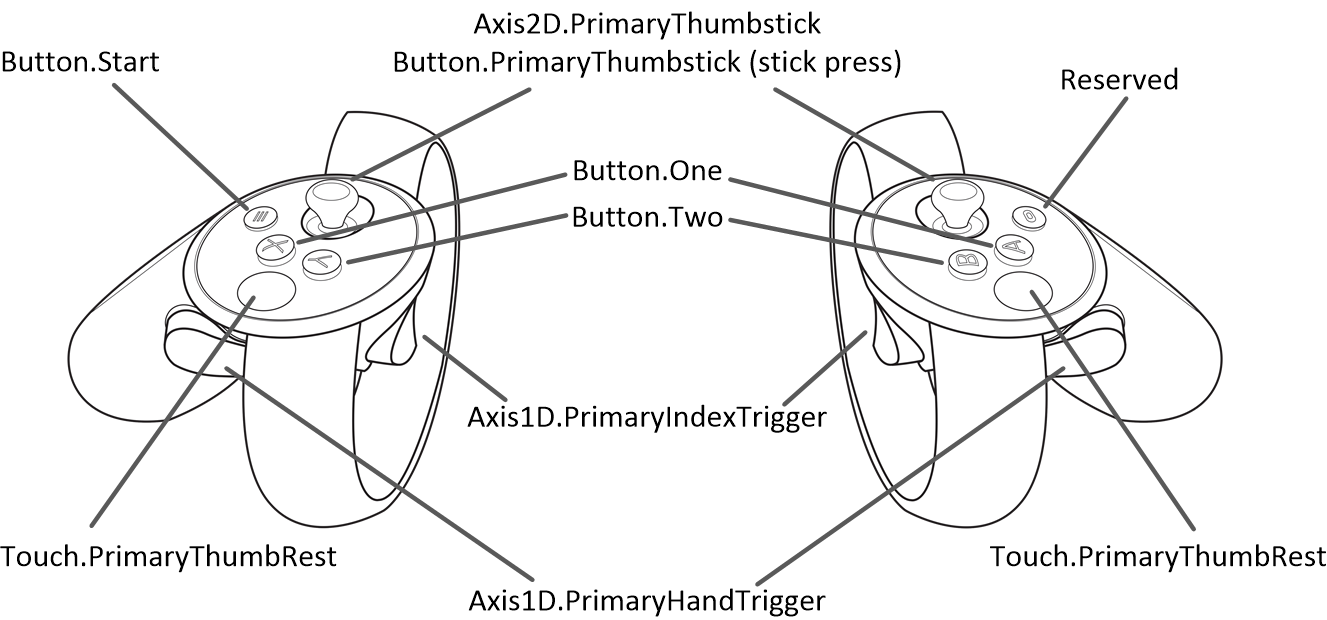 Axis2D.PrimaryThumbstick
Button.Start
Button.PrimaryThumbstick (stick press)
Reserved
Button.One
Button.Two
X
Y
A
B
Axis1D.PrimaryIndexTrigger
Touch.PrimaryThumbRest
Touch.PrimaryThumbRest
Axis1D.PrimaryHandTrigger